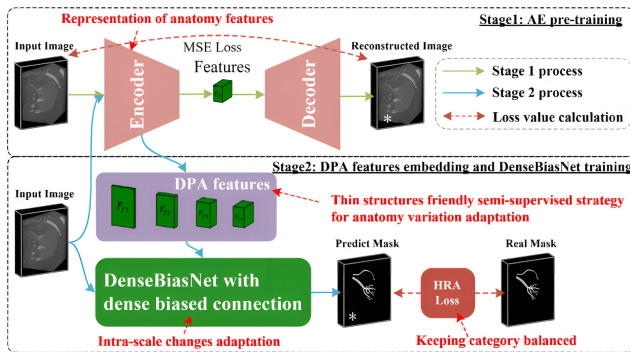 Representation of anatomy features
Stage1: AE pre-training
Input Image
MSE Loss
Reconstructed Image
Features
Encoder
Decoder
Stage 1 process
Stage 2 process
Loss value calculation
*
Stage2: DPA features embedding and DenseBiasNet training
Input Image
DPA features
Thin structures friendly semi-supervised strategy
for anatomy variation adaptation
Predict Mask
Real Mask
DenseBiasNet with
dense biased connection
HRA
Loss
*
Intra-scale changes adaptation
Keeping category balanced